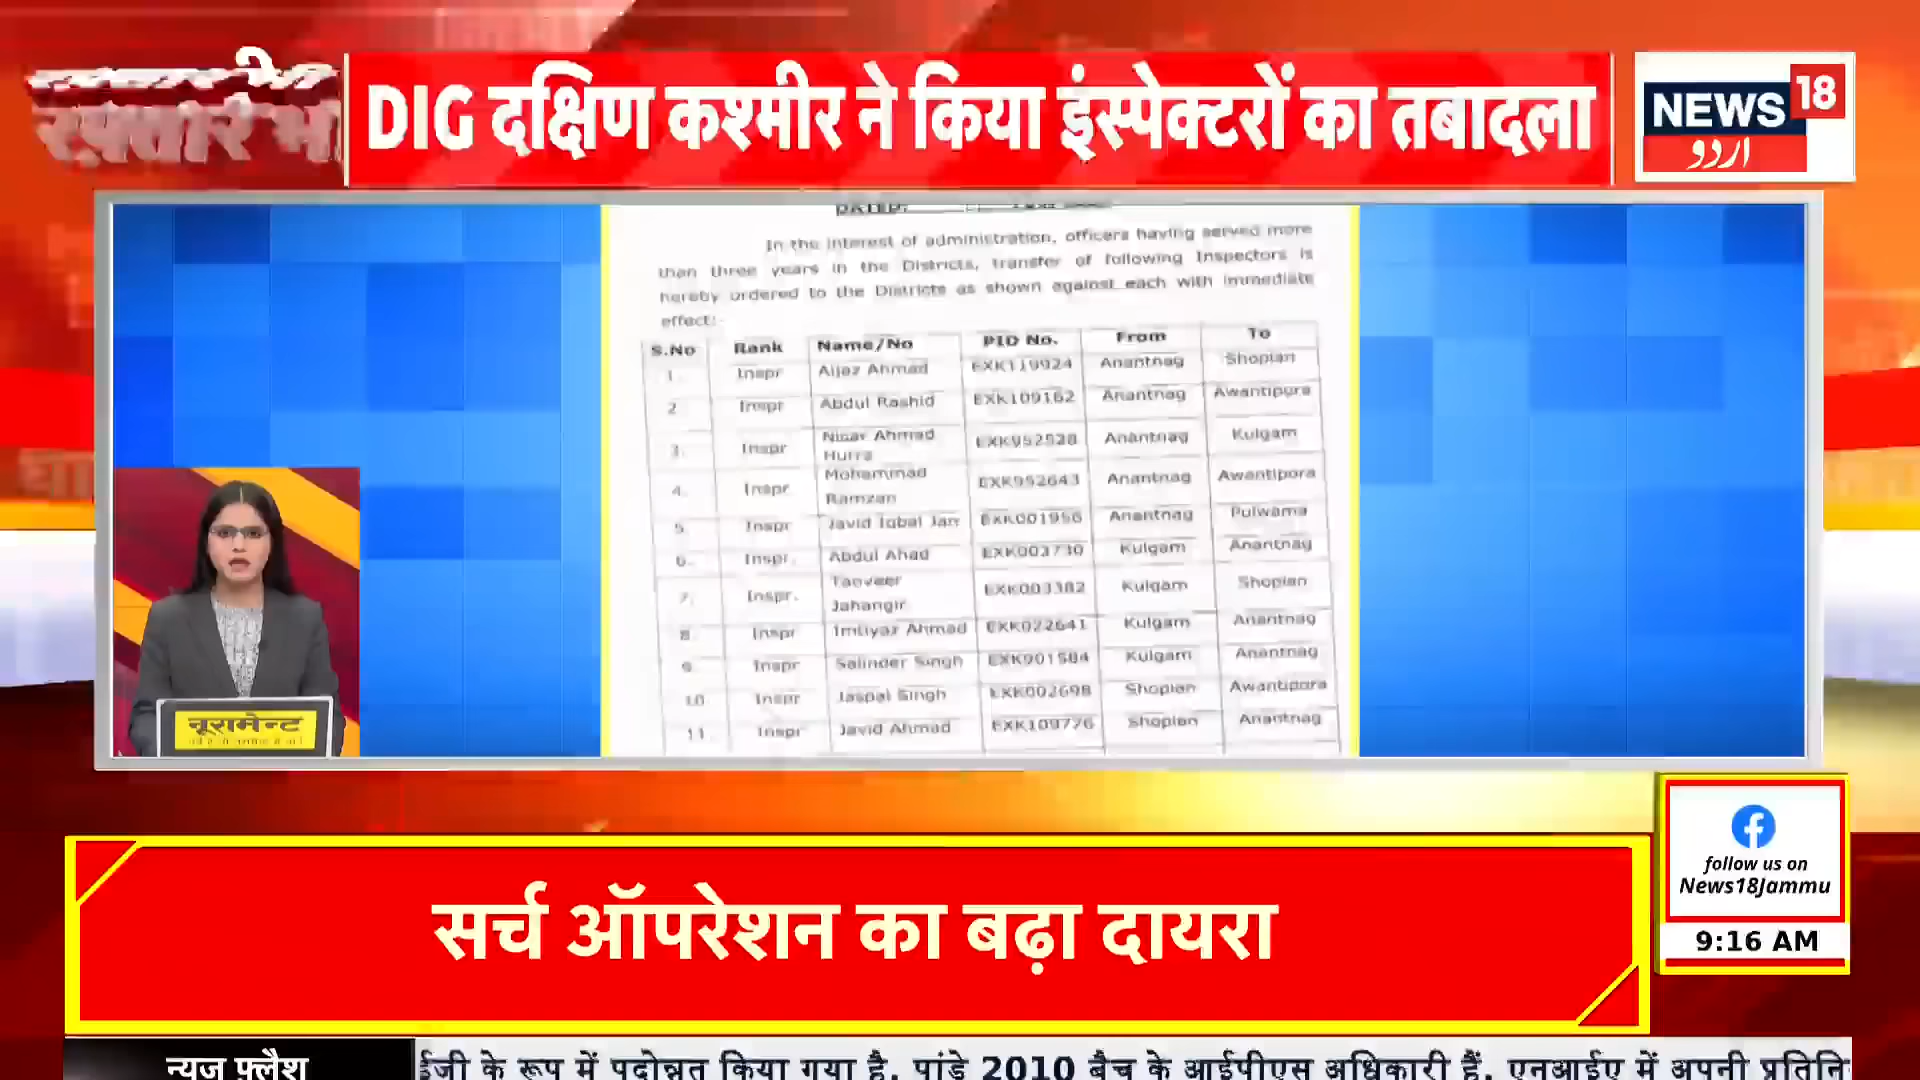 DIG दक्षिण कश्मीर ने किया इंस्पेक्टरों का तबादला
NEWS 18
اردو
DATED:
In the interest of administration, officers having served more
than three years in the Districts, transfer of following Inspectors is
hereby ordered to the Districts as shown against each with immediate
effect:-
S.No Rank Name/No PID No. From To
1. Inspr Aijaz Ahmad EXK119924 Anantnag Shopian
2 Inspr Abdul Rashid EXK109162 Anantnag Awantipora
3. Inspr Nisar Ahmad Hurra EXK952528 Anantnag Kulgam
4. Inspr Mohammad Ramzan EXK952643 Anantnag Awantipora
5. Inspr Javid Iqbal Jan EXK001956 Anantnag Pulwama
6. Inspr. Abdul Ahad EXK003730 Kulgam Anantnag
7. Inspr. Tanveer Jahangir EXK003382 Kulgam Shopian
8. Inspr Imtiyaz Ahmad EXK022641 Kulgam Anantnag
9. Inspr Salinder Singh EXK901584 Kulgam Anantnag
10 Inspr Jaspal Singh EXK002698 Shopian Awantipora
11. Inspr Javid Ahmad EXK109776 Shopian Anantnag
नूरामेन्ट
follow us on
News18Jammu
9:16 AM
सर्च ऑपरेशन का बढ़ा दायरा
न्यूज फ़्लैश
ईजी के रूप में पदोन्नत किया गया है. पांडे 2010 बैच के आईपीएस अधिकारी हैं. एनआईए में अपनी प्रतिनि